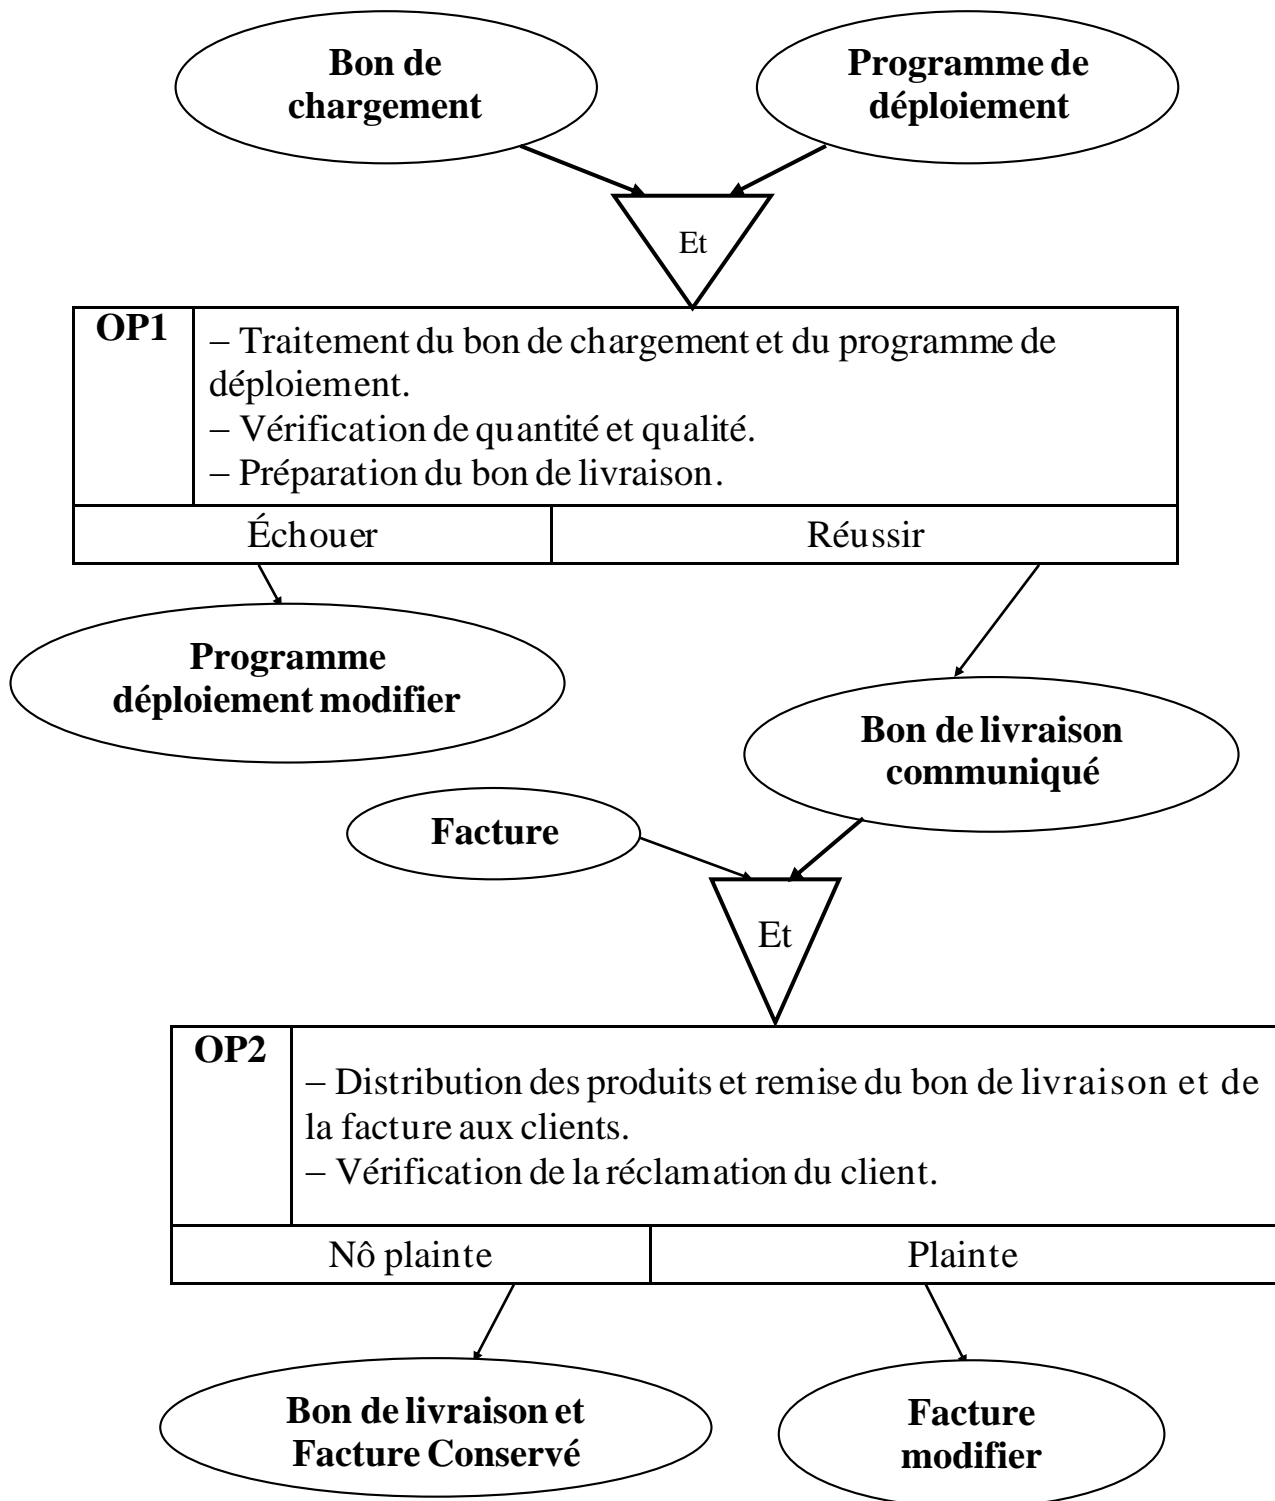 Bon de
chargement
Programme de
déploiement
Et
OP1
– Traitement du bon de chargement et du programme de
déploiement.
– Vérification de quantité et qualité.
– Préparation du bon de livraison.
Échouer
Réussir
Programme
déploiement modifier
Bon de livraison
communiqué
Facture
Et
OP2
– Distribution des produits et remise du bon de livraison et de
la facture aux clients.
– Vérification de la réclamation du client.
Nô plainte
Plainte
Bon de livraison et
Facture Conservé
Facture
modifier